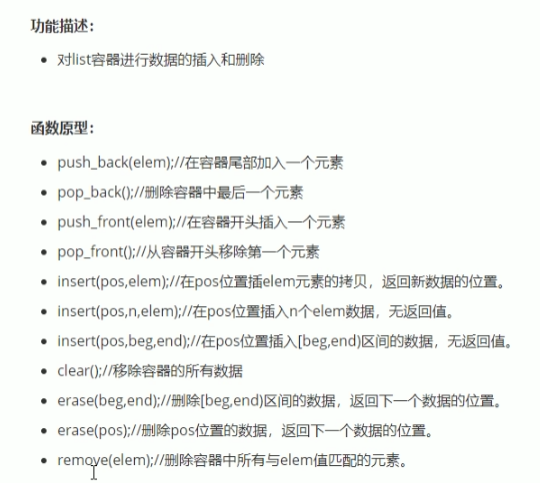 功能描述：
对list容器进行数据的插入和删除
函数原型：
push_back(elem);//在容器尾部加入一个元素
pop_back();//删除容器中最后一个元素
push_front(elem);//在容器开头插入一个元素
pop_front();//从容器开头移除第一个元素
insert(pos,elem);//在pos位置插elem元素的拷贝，返回新数据的位置。
insert(pos,n,elem);//在pos位置插入n个elem数据，无返回值。
insert(pos,beg,end);//在pos位置插入[beg,end)区间的数据，无返回值。
clear();//移除容器的所有数据
erase(beg,end);//删除[beg,end)区间的数据，返回下一个数据的位置。
erase(pos);//删除pos位置的数据，返回下一个数据的位置。
remove(elem);//删除容器中所有与elem值匹配的元素。